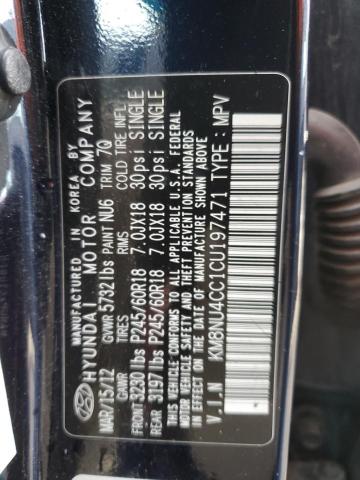 MANUFACTURED IN KOREA BY
HYUNDAI MOTOR COMPANY
MAR/15/12 GVWR 5732 lbs PAINT NU6 TRIM 7Q
GAWR TIRES RIMS COLD TIRE INFL.
FRONT 3230 lbs P245/60R18 7.0JX18 30psi SINGLE
REAR 3197 lbs P245/60R18 7.0JX18 30psi SINGLE
THIS VEHICLE CONFORMS TO ALL APPLICABLE U.S.A. FEDERAL
MOTOR VEHICLE SAFETY AND THEFT PREVENTION STANDARDS
IN EFFECT ON THE DATE OF MANUFACTURE SHOWN ABOVE.
V.I.N KM8NU4CC1CU197471 TYPE : MPV